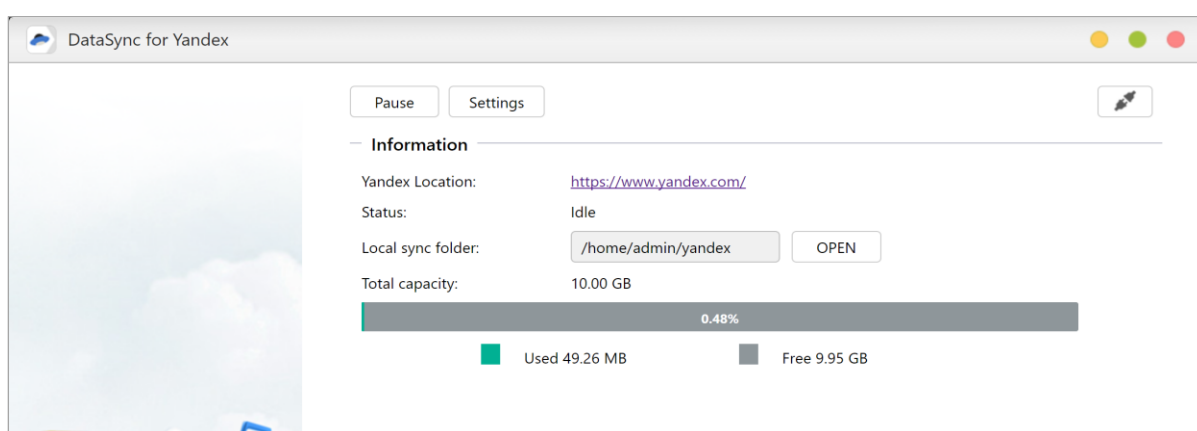 DataSync for Yandex
Pause Settings
Information
Yandex Location: https://www.yandex.com/
Status: Idle
Local sync folder: /home/admin/yandex OPEN
Total capacity: 10.00 GB
0.48%
Used 49.26 MB Free 9.95 GB